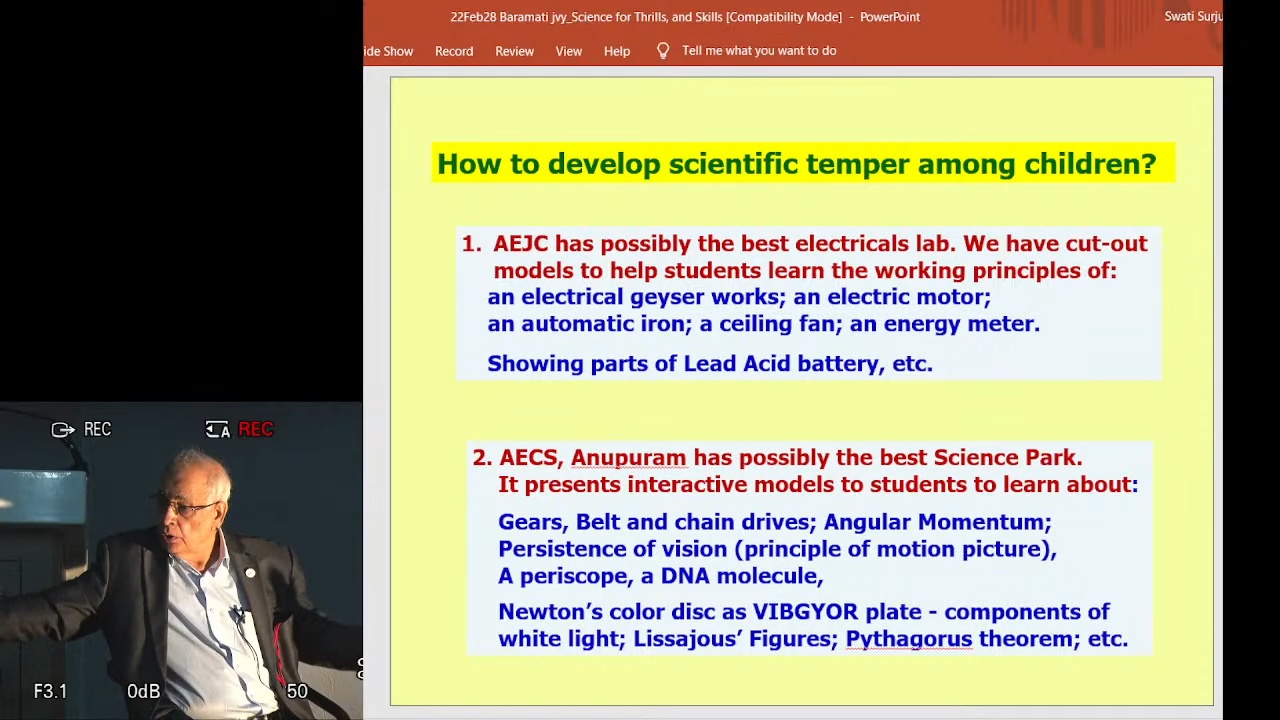 22Feb28 Baramati jvy_Science for Thrills, and Skills [Compatibility Mode] - PowerPoint
Swati Surju
ide Show Record Review View Help Tell me what you want to do
How to develop scientific temper among children?
1. AEJC has possibly the best electricals lab. We have cut-out
models to help students learn the working principles of:
an electrical geyser works; an electric motor;
an automatic iron; a ceiling fan; an energy meter.
Showing parts of Lead Acid battery, etc.
2. AECS, Anupuram has possibly the best Science Park.
It presents interactive models to students to learn about:
Gears, Belt and chain drives; Angular Momentum;
Persistence of vision (principle of motion picture),
A periscope, a DNA molecule,
Newton’s color disc as VIBGYOR plate - components of
white light; Lissajous’ Figures; Pythagorus theorem; etc.
REC A REC
F3.1 0dB 50